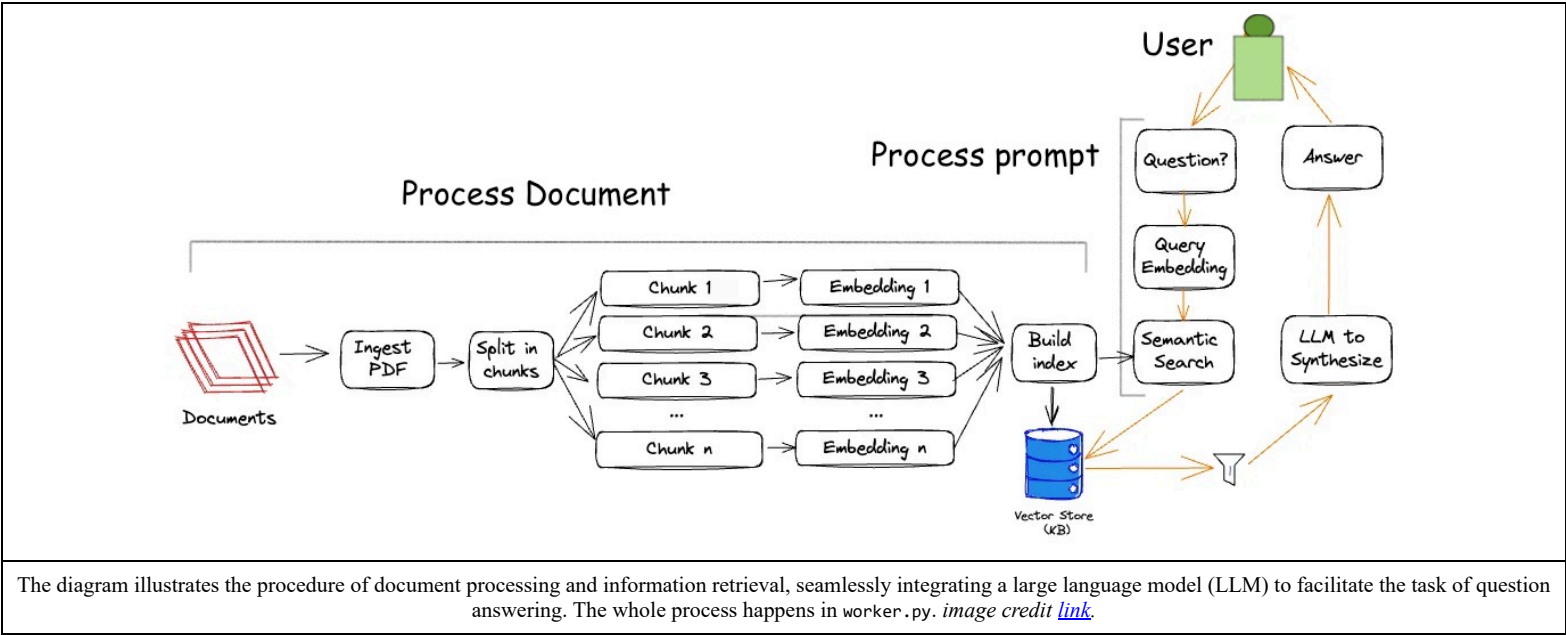 User
Process prompt
Process Document
Question?
Answer
Query
Embedding
Chunk 1
Embedding 1
Chunk 2
Embedding 2
Ingest
PDF
Split in
chunks
Build
index
Semantic
Search
LLM to
Synthesize
Chunk 3
Embedding 3
...
...
Documents
Chunk n
Embedding n
Vector Store
(KB)
The diagram illustrates the procedure of document processing and information retrieval, seamlessly integrating a large language model (LLM) to facilitate the task of question
answering. The whole process happens in worker.py. image credit link.